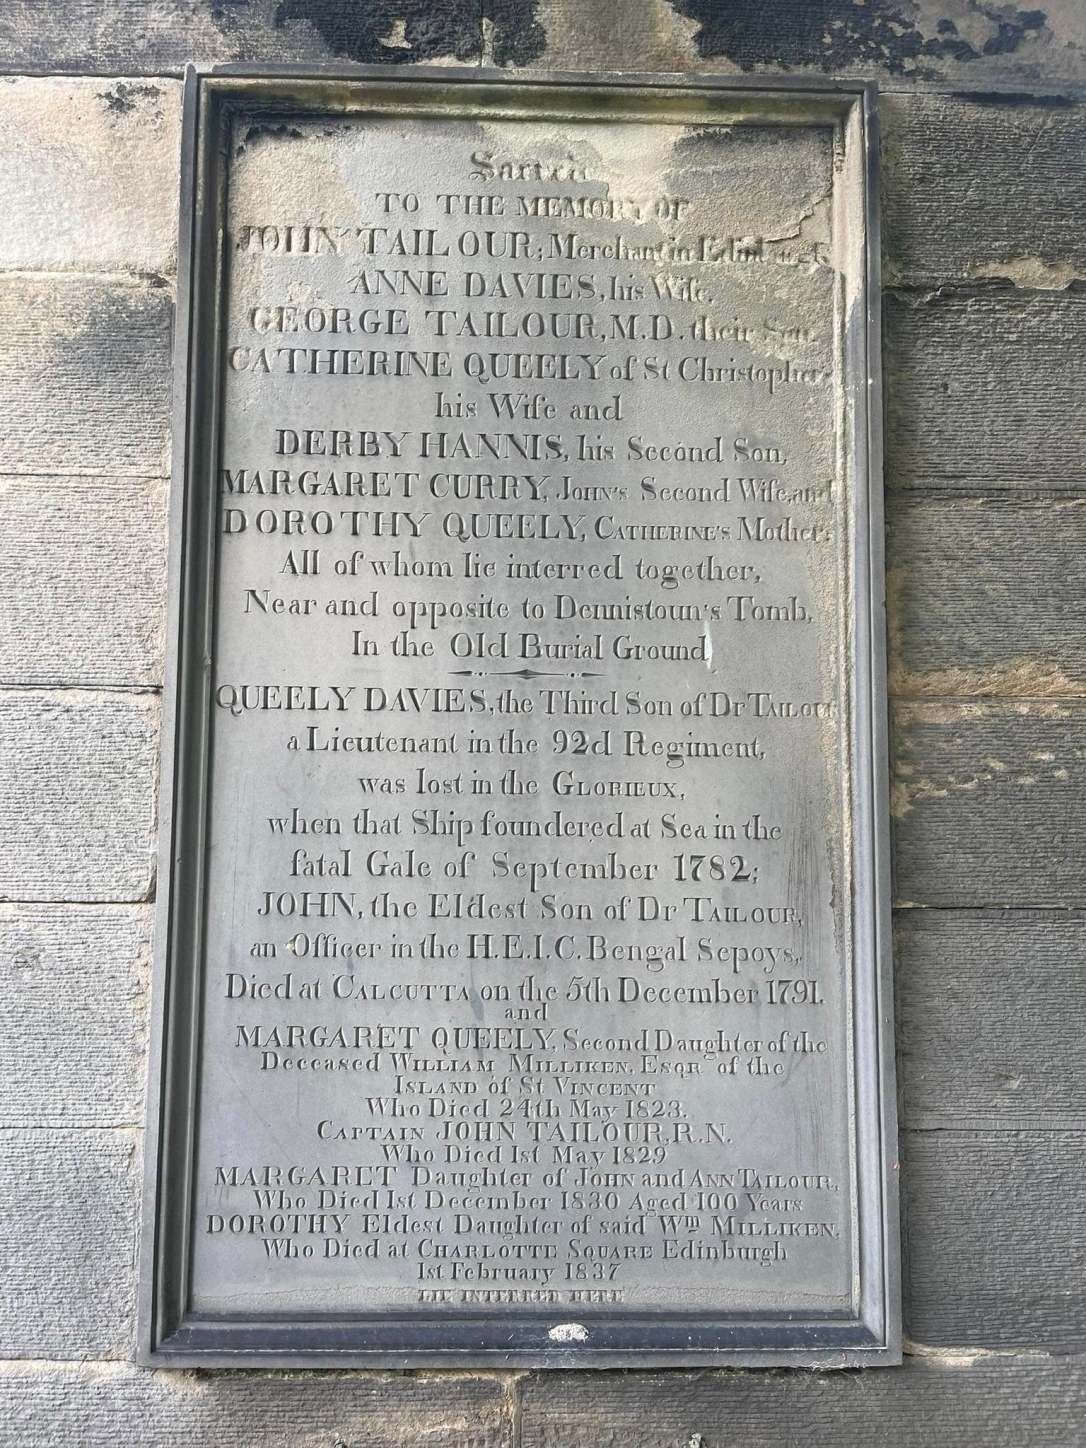 Sacred
TO THE MEMORY OF
JOHN TAILOUR; Merchant in Edinburgh
ANNE DAVIES, his Wife,
GEORGE TAILOUR, M.D. their Son,
CATHERINE QUEELY of St Christopher,
his Wife and
DERBY HANNIS, his Second Son,
MARGARET CURRY, JOHN'S Second Wife, and
DOROTHY QUEELY, CATHERINE'S Mother;
All of whom lie interred together,
Near and opposite to Dennistoun's Tomb,
In the Old Burial Ground
QUEELY DAVIES, the Third Son of Dr TAILOUR
a Lieutenant in the 92d Regiment,
was lost in the GLORIEUX,
when that Ship foundered at Sea in the
fatal Gale of September 1782;
JOHN, the Eldest Son of Dr TAILOUR,
an Officer in the H.E.I.C. Bengal Sepoys,
Died at CALCUTTA on the 5th December 1791.
and
MARGARET QUEELY, Second Daughter of the
Deceased WILLIAM MILLIKEN, ESQR of the
ISLAND of ST VINCENT
Who Died 24th May 1823.
CAPTAIN JOHN TAILOUR, R.N.
Who Died 1st May 1829
MARGARET Daughter of JOHN and ANN TAILOUR,
Who Died 1st December 1830 Aged 100 Years
DOROTHY Eldest Daughter of said Wm MILLIKEN,
Who Died at CHARLOTTE SQUARE Edinburgh
1st February 1837
LIE INTERRED HERE